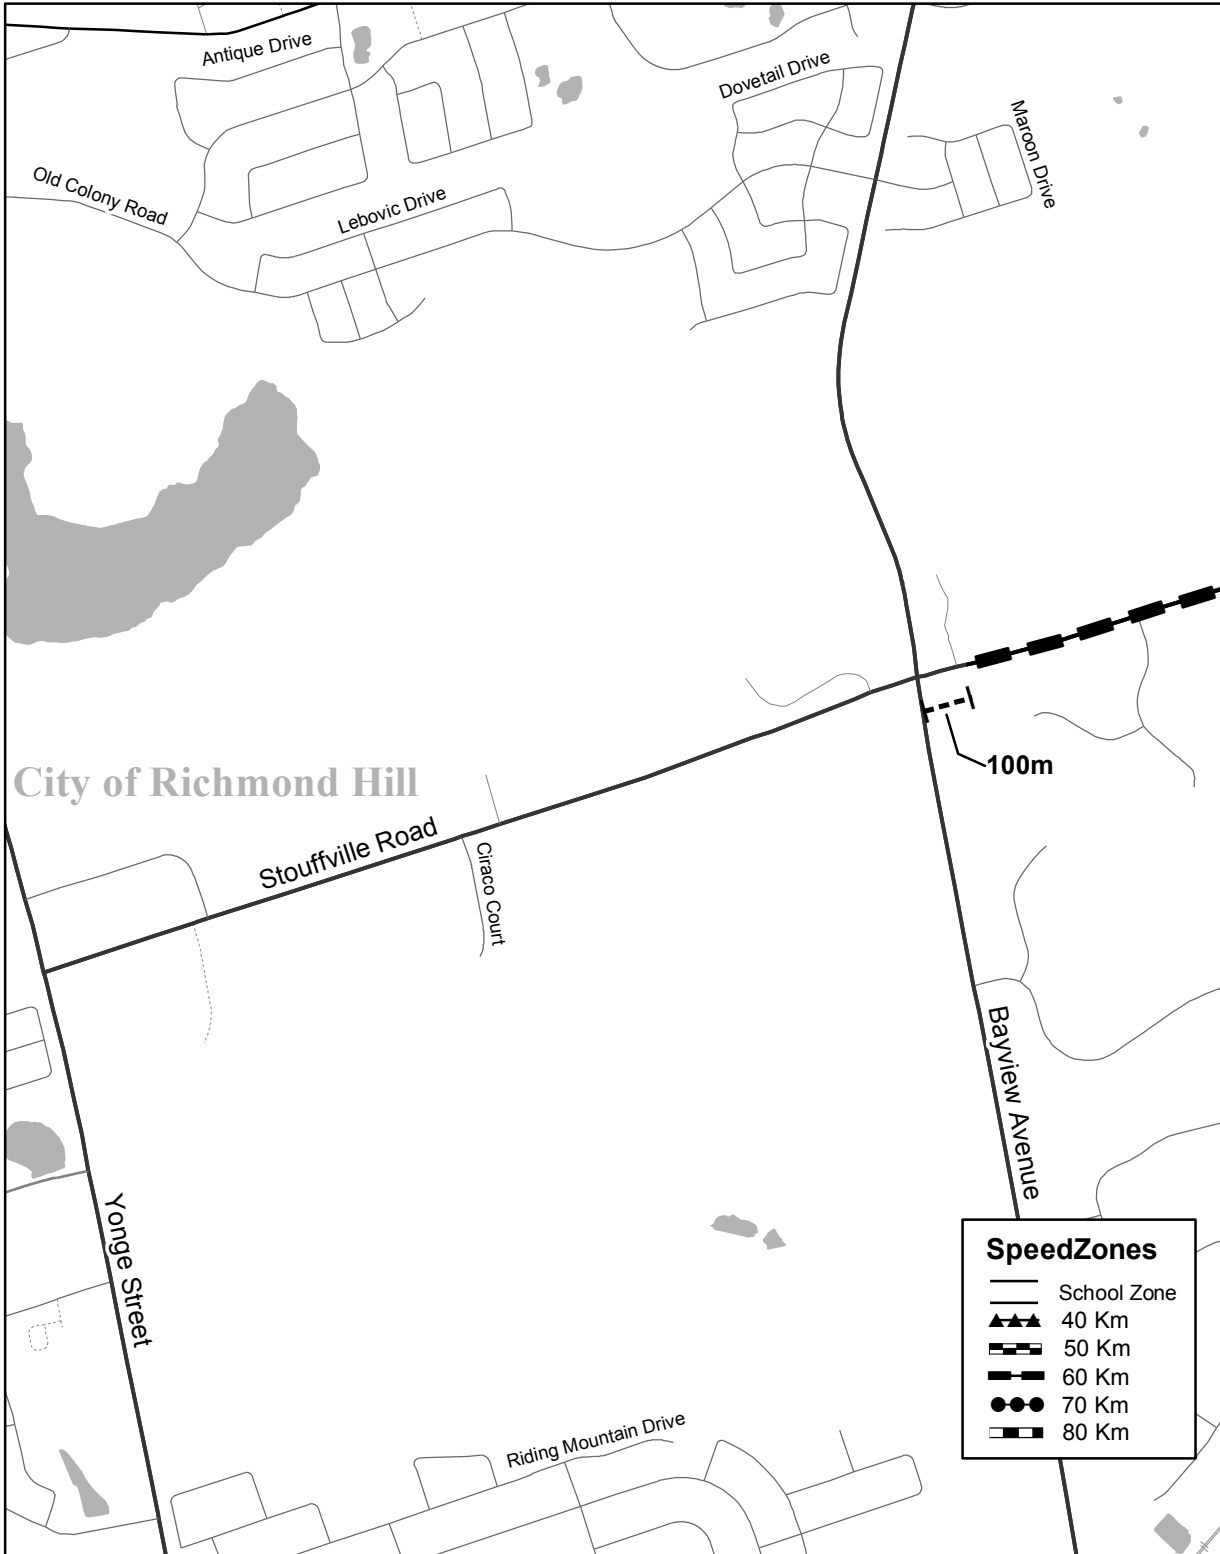 Antique Drive
Dovetail Drive
Maroon Drive
Old Colony Road
Lebovic Drive
100m
City of Richmond Hill
Stouffville Road
Ciraco Court
Bayview Avenue
Yonge Street
SpeedZones
School Zone
40 Km
50 Km
60 Km
70 Km
80 Km
Riding Mountain Drive